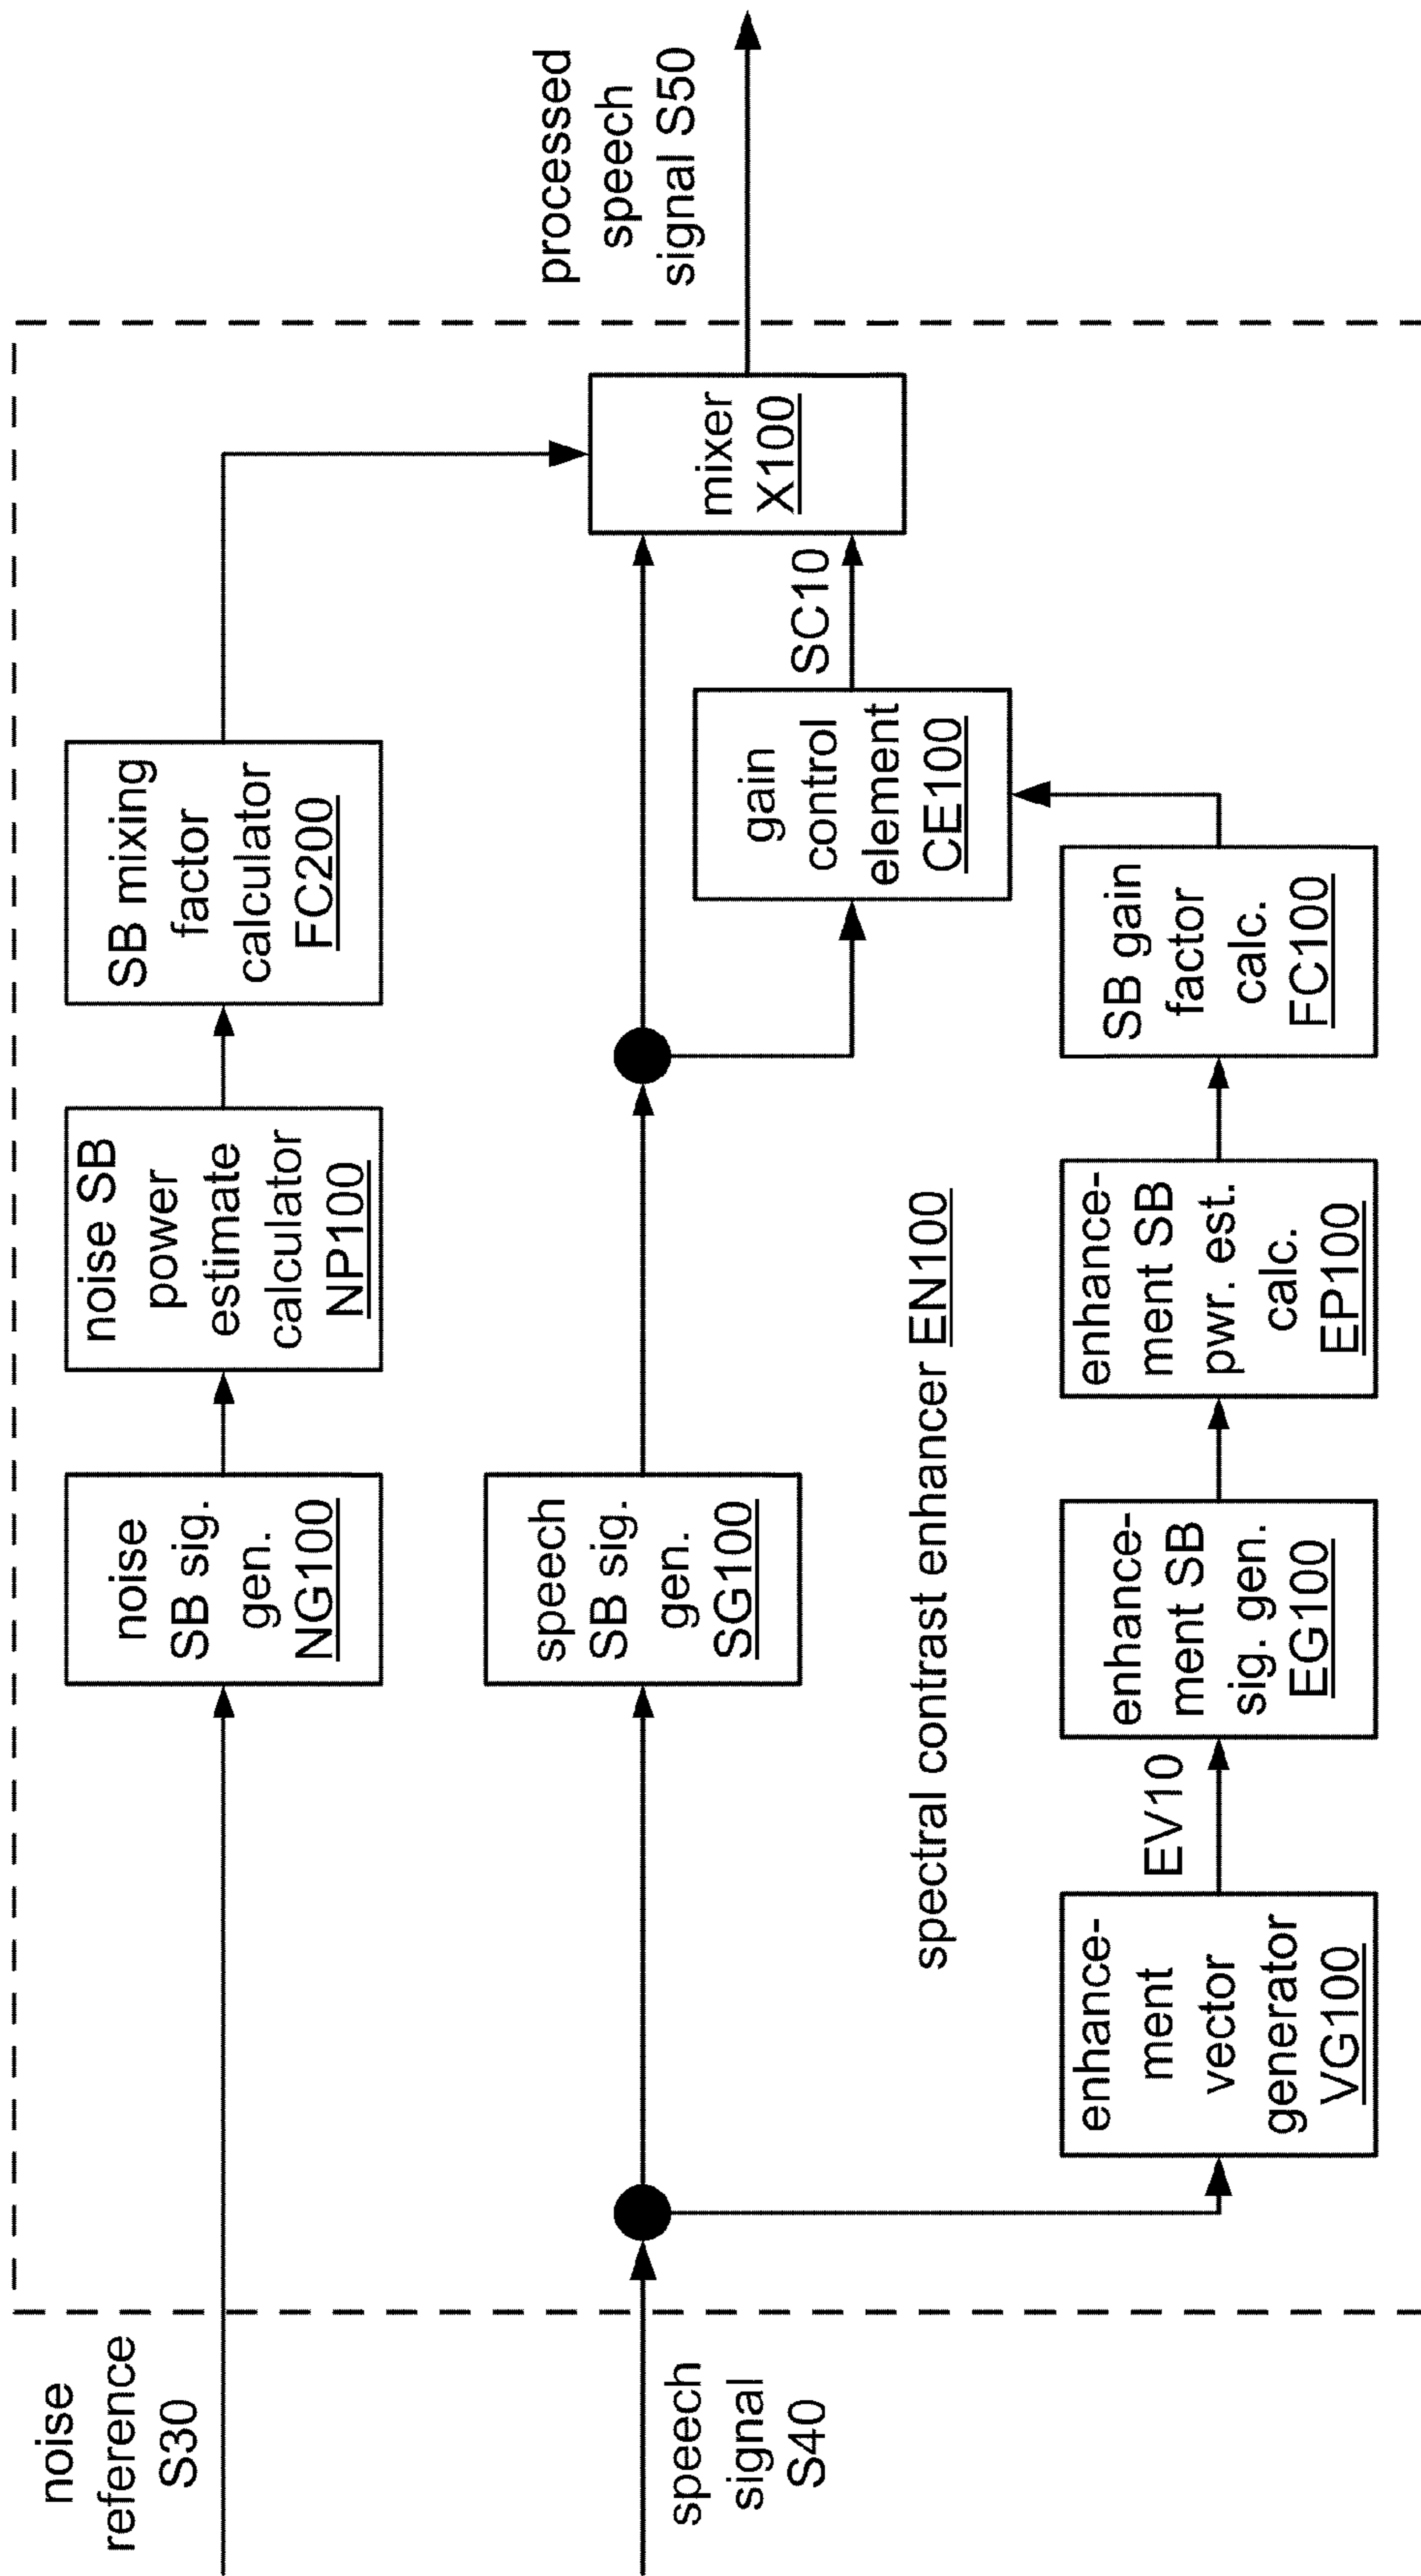 noise
reference
S30
noise
SB sig.
gen.
NG100
noise SB
power
estimate
calculator
NP100
SB mixing
factor
calculator
FC200
speech
signal
S40
speech
SB sig.
gen.
SG100
mixer
X100
processed
speech
signal S50
gain
control
element
CE100
SC10
spectral contrast enhancer EN100
enhance-
ment
vector
generator
VG100
EV10
enhance-
ment SB
sig. gen.
EG100
enhance-
ment SB
pwr. est.
calc.
EP100
SB gain
factor
calc.
FC100